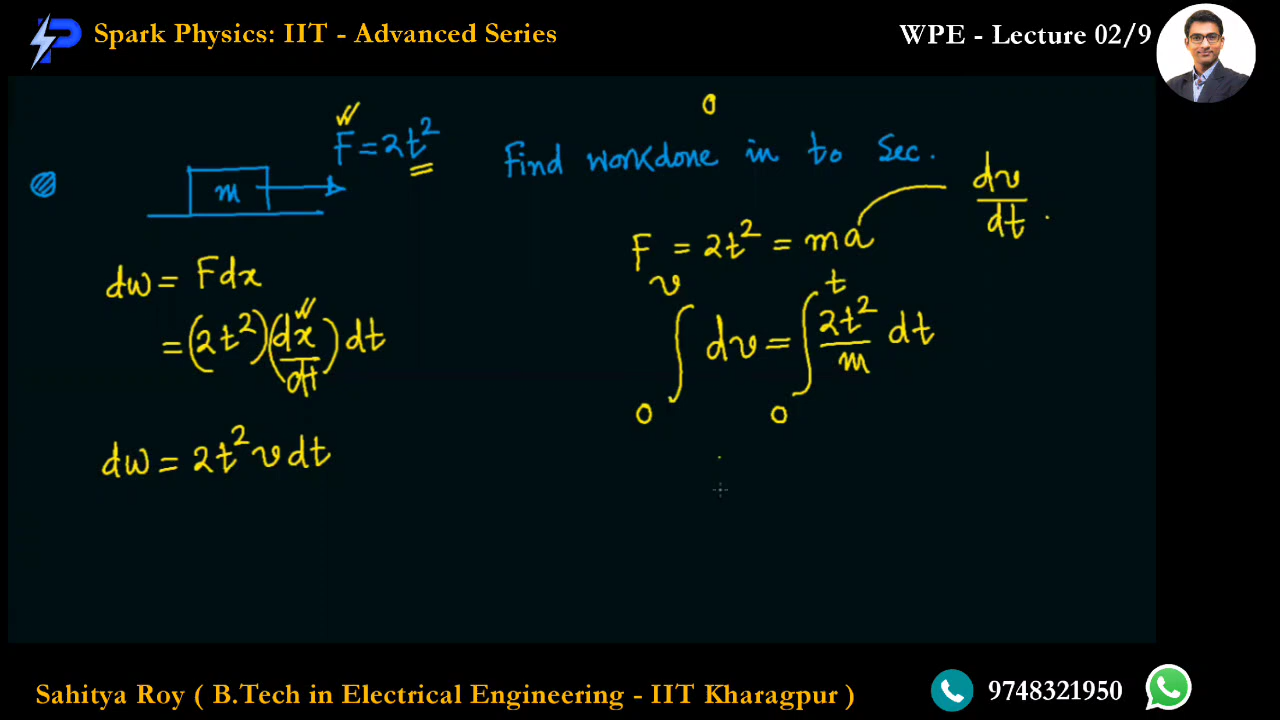 Spark Physics: IIT - Advanced Series
WPE - Lecture 02/9
0
F = 2t²
Find workdone in to Sec.
m
dv/dt .
F = 2t² = ma
dw = Fdx
= (2t²)(dx/dt) dt
∫₀ᵛ dv = ∫₀ᵗ 2t²/m dt
dw = 2t² v dt
Sahitya Roy ( B.Tech in Electrical Engineering - IIT Kharagpur )
9748321950